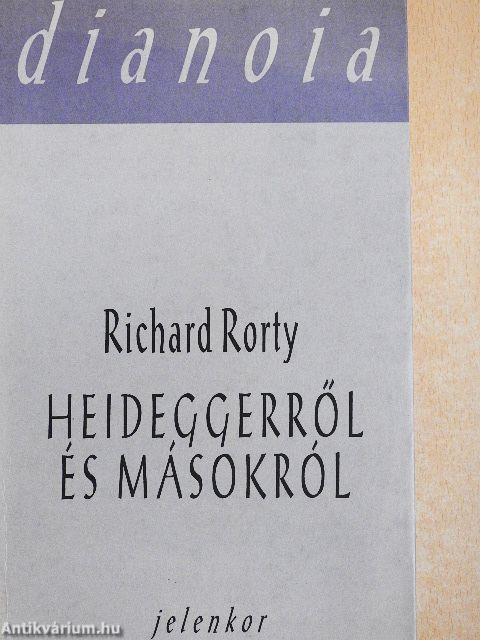 dianoia
Richard Rorty
HEIDEGGERRŐL
ÉS MÁSOKRÓL
jelenkor
Antikvárium.hu